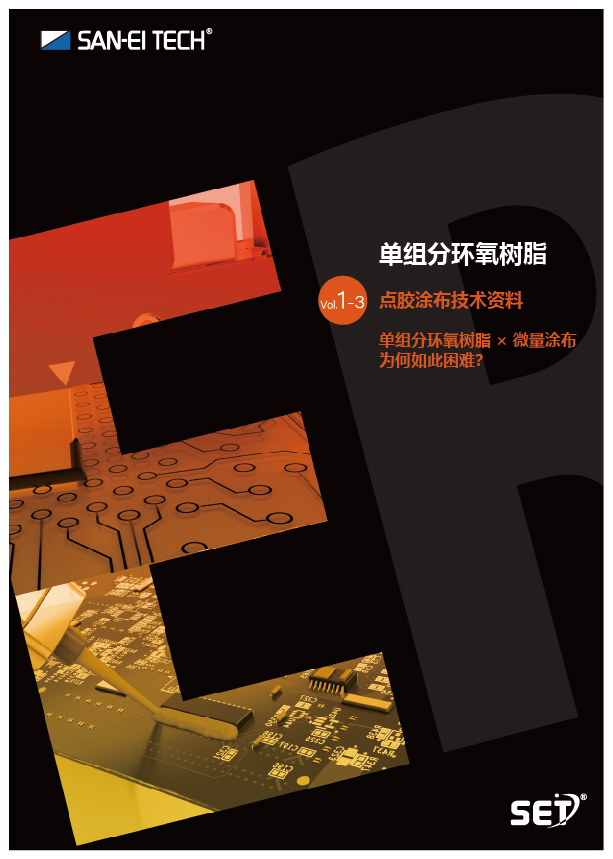 SAN-EI TECH®
单组分环氧树脂
Vol.1-3
点胶涂布技术资料
单组分环氧树脂 × 微量涂布
为何如此困难?
SET®